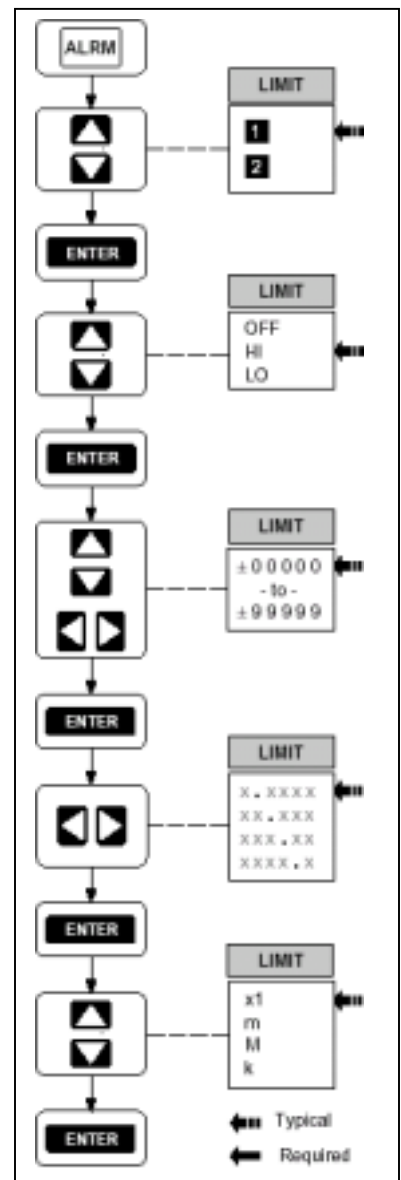 ALRM
LIMIT
1
2
ENTER
LIMIT
OFF
HI
LO
ENTER
LIMIT
±00000
- to -
±99999
ENTER
LIMIT
x.xxxx
xx.xxx
xxx.xx
xxxx.x
ENTER
LIMIT
x1
m
M
k
Typical
ENTER
Required